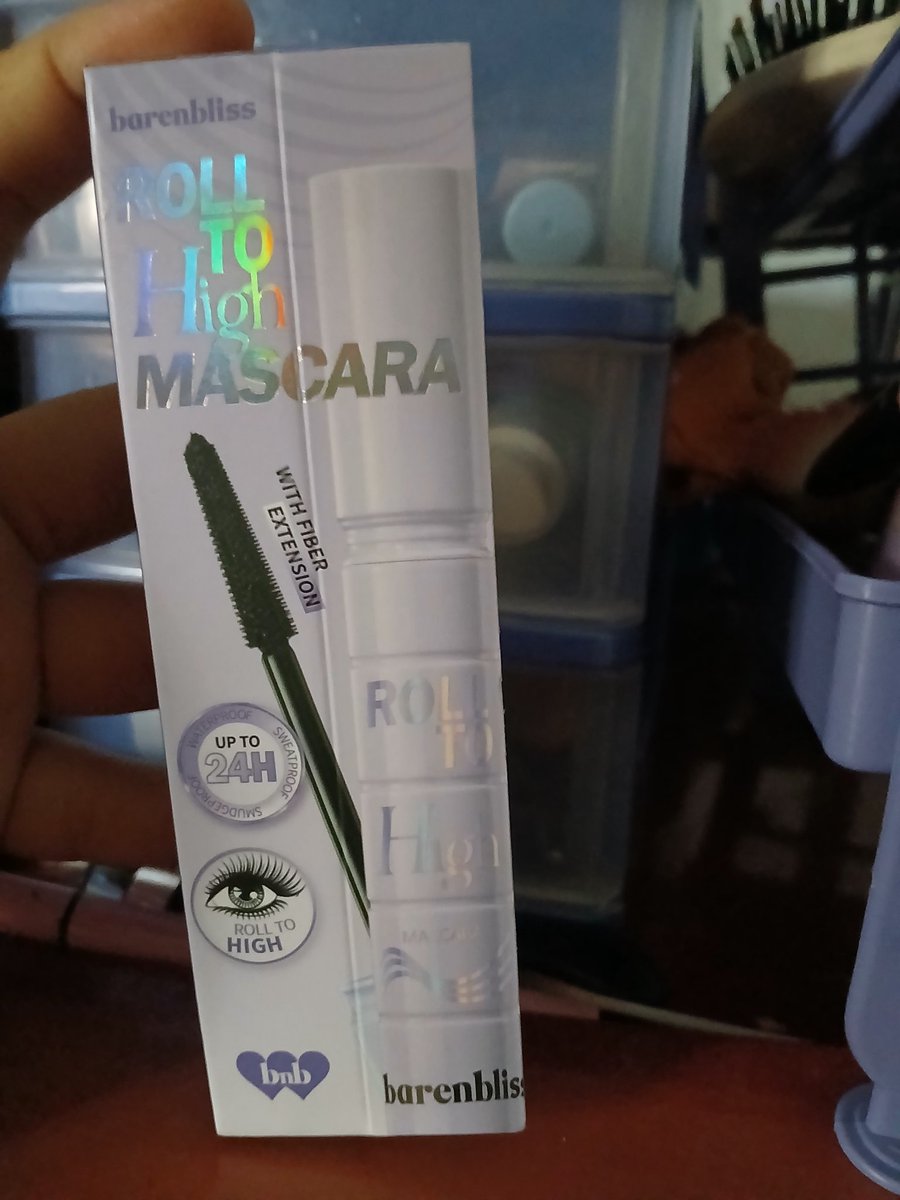 barenbliss
ROLL
TO
High
MASCARA
WITH FIBER
EXTENSION
WATERPROOF
SWEATPROOF
SMUDGEPROOF
UP TO
24H
ROLL TO
HIGH
bnb
ROLL
TO
High
MASCARA
barenbliss